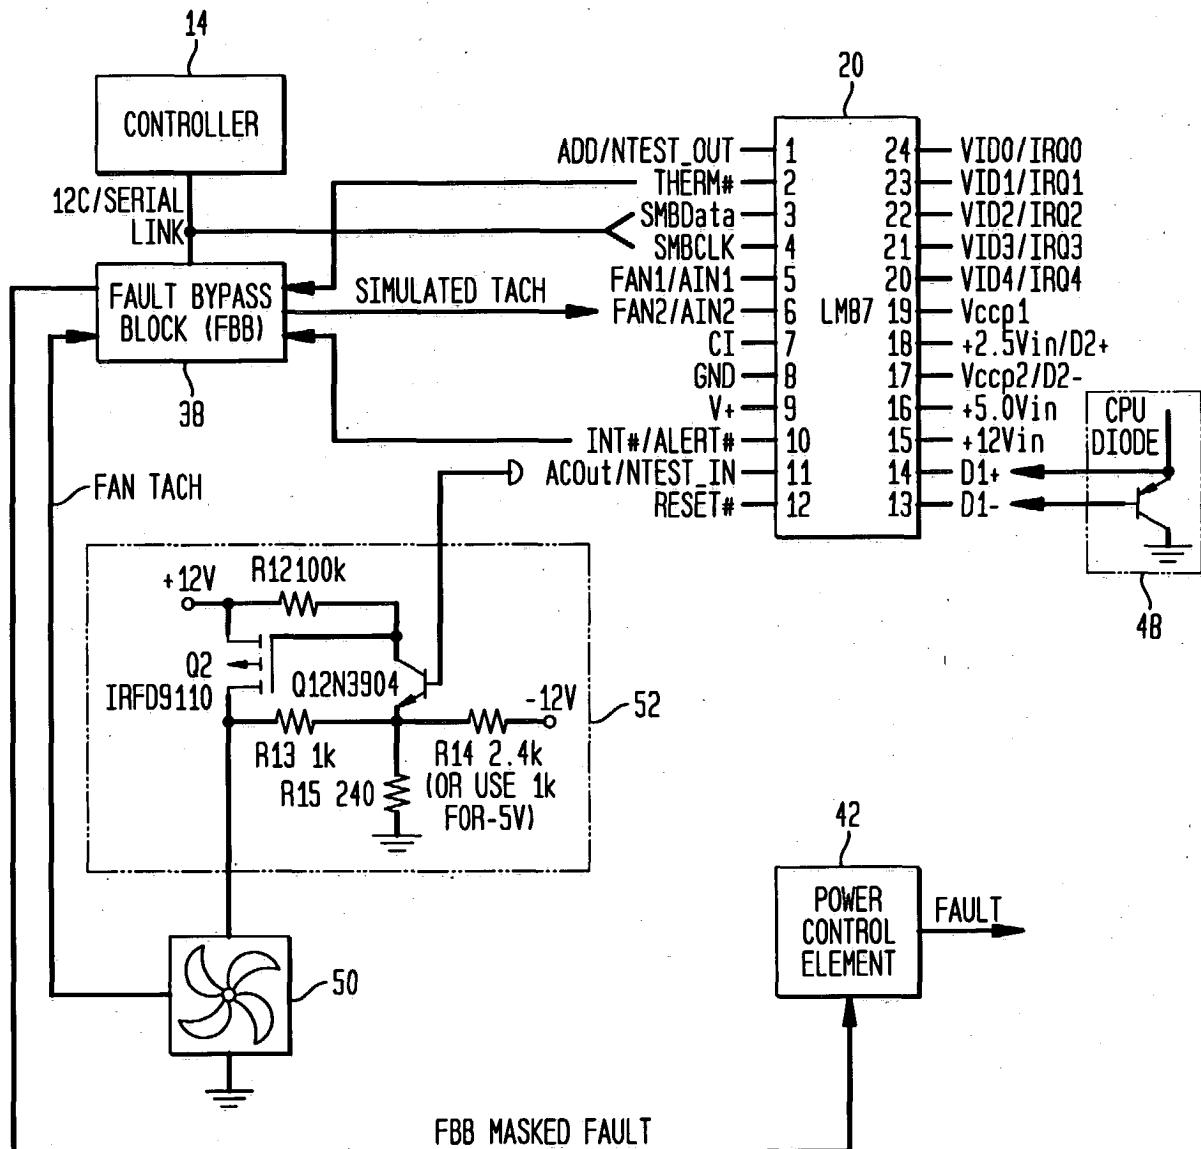 14
CONTROLLER
12C/SERIAL
LINK
FAULT BYPASS
BLOCK (FBB)
38
SIMULATED TACH
FAN TACH
20
ADD/NTEST_OUT 1
THERM# 2
SMBData 3
SMBCLK 4
FAN1/AIN1 5
FAN2/AIN2 6
CI 7
GND 8
V+ 9
INT#/ALERT# 10
ACOut/NTEST_IN 11
RESET# 12
LM87
24 VID0/IRQ0
23 VID1/IRQ1
22 VID2/IRQ2
21 VID3/IRQ3
20 VID4/IRQ4
19 Vccp1
18 +2.5Vin/D2+
17 Vccp2/D2-
16 +5.0Vin
15 +12Vin
14 D1+
13 D1-
CPU
DIODE
48
+12V
R12100k
Q2
IRFD9110
Q12N3904
-12V
52
R13 1k
R14 2.4k
(OR USE 1k
FOR-5V)
R15 240
50
42
POWER
CONTROL
ELEMENT
FAULT
FBB MASKED FAULT